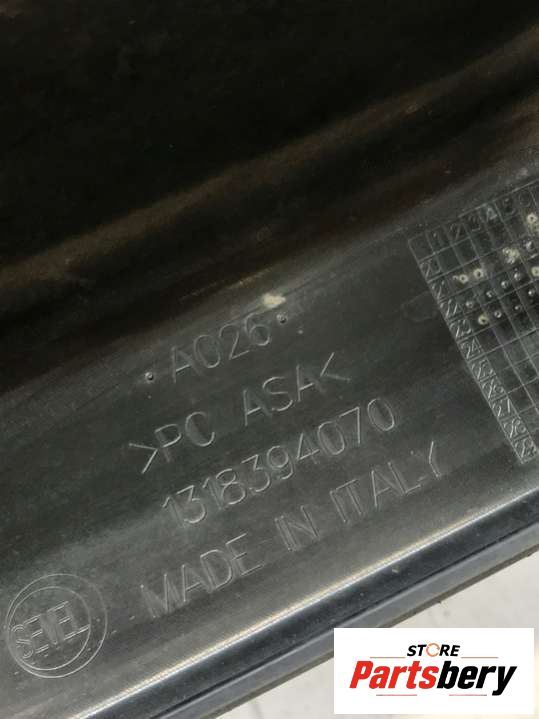 A026
>PC ASA<
1318394070
MADE IN ITALY
SEVEL
STORE
Partsbery